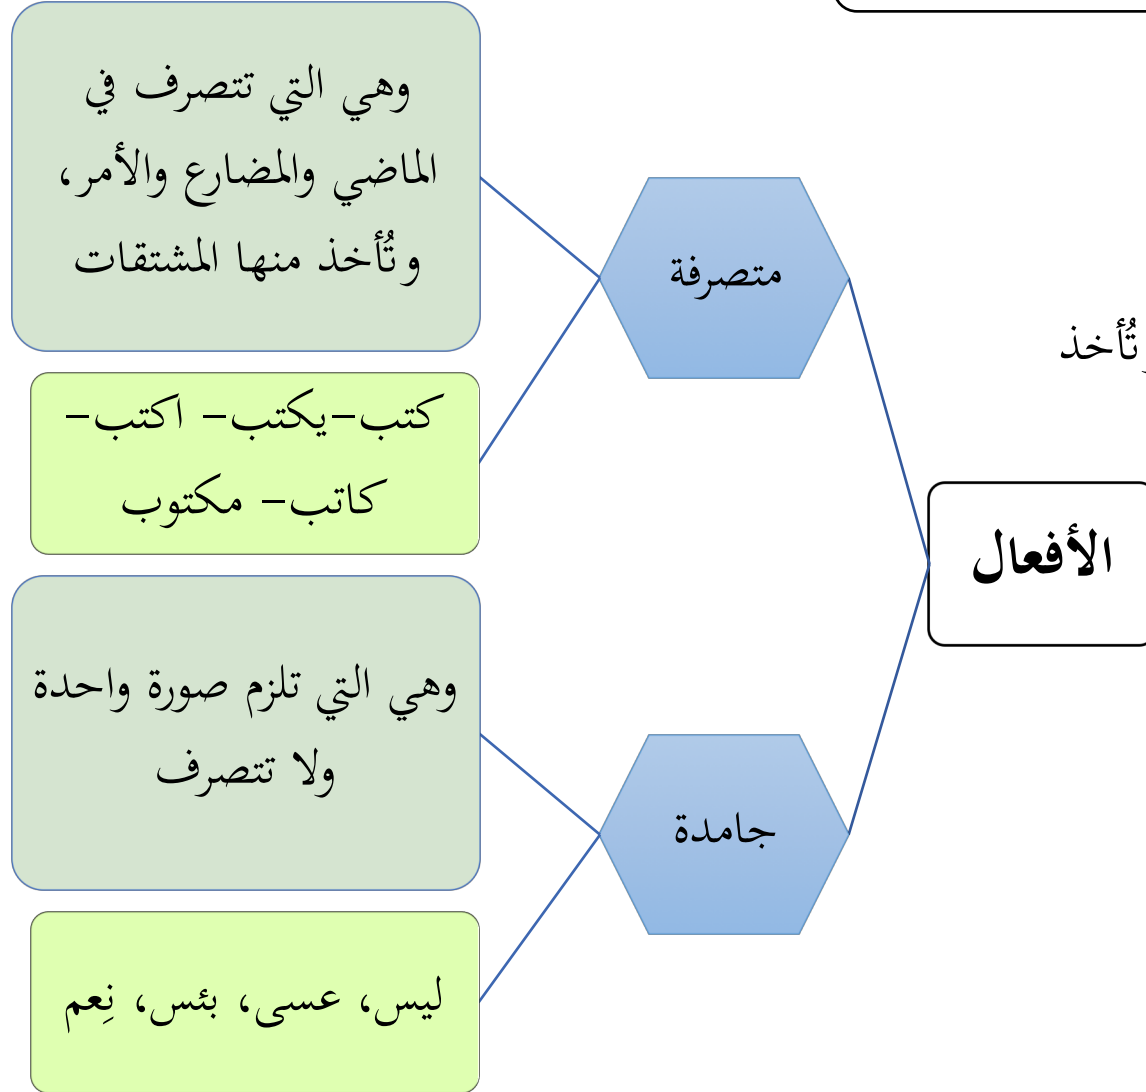 وتُأخذ
الأفعال
متصرفة
وهي التي تتصرف في
الماضي والمضارع والأمر،
وتُأخذ منها المشتقات
كتب-يكتب- اكتب-
كاتب- مكتوب
جامدة
وهي التي تلزم صورة واحدة
ولا تتصرف
ليس، عسى، بئس، نِعم